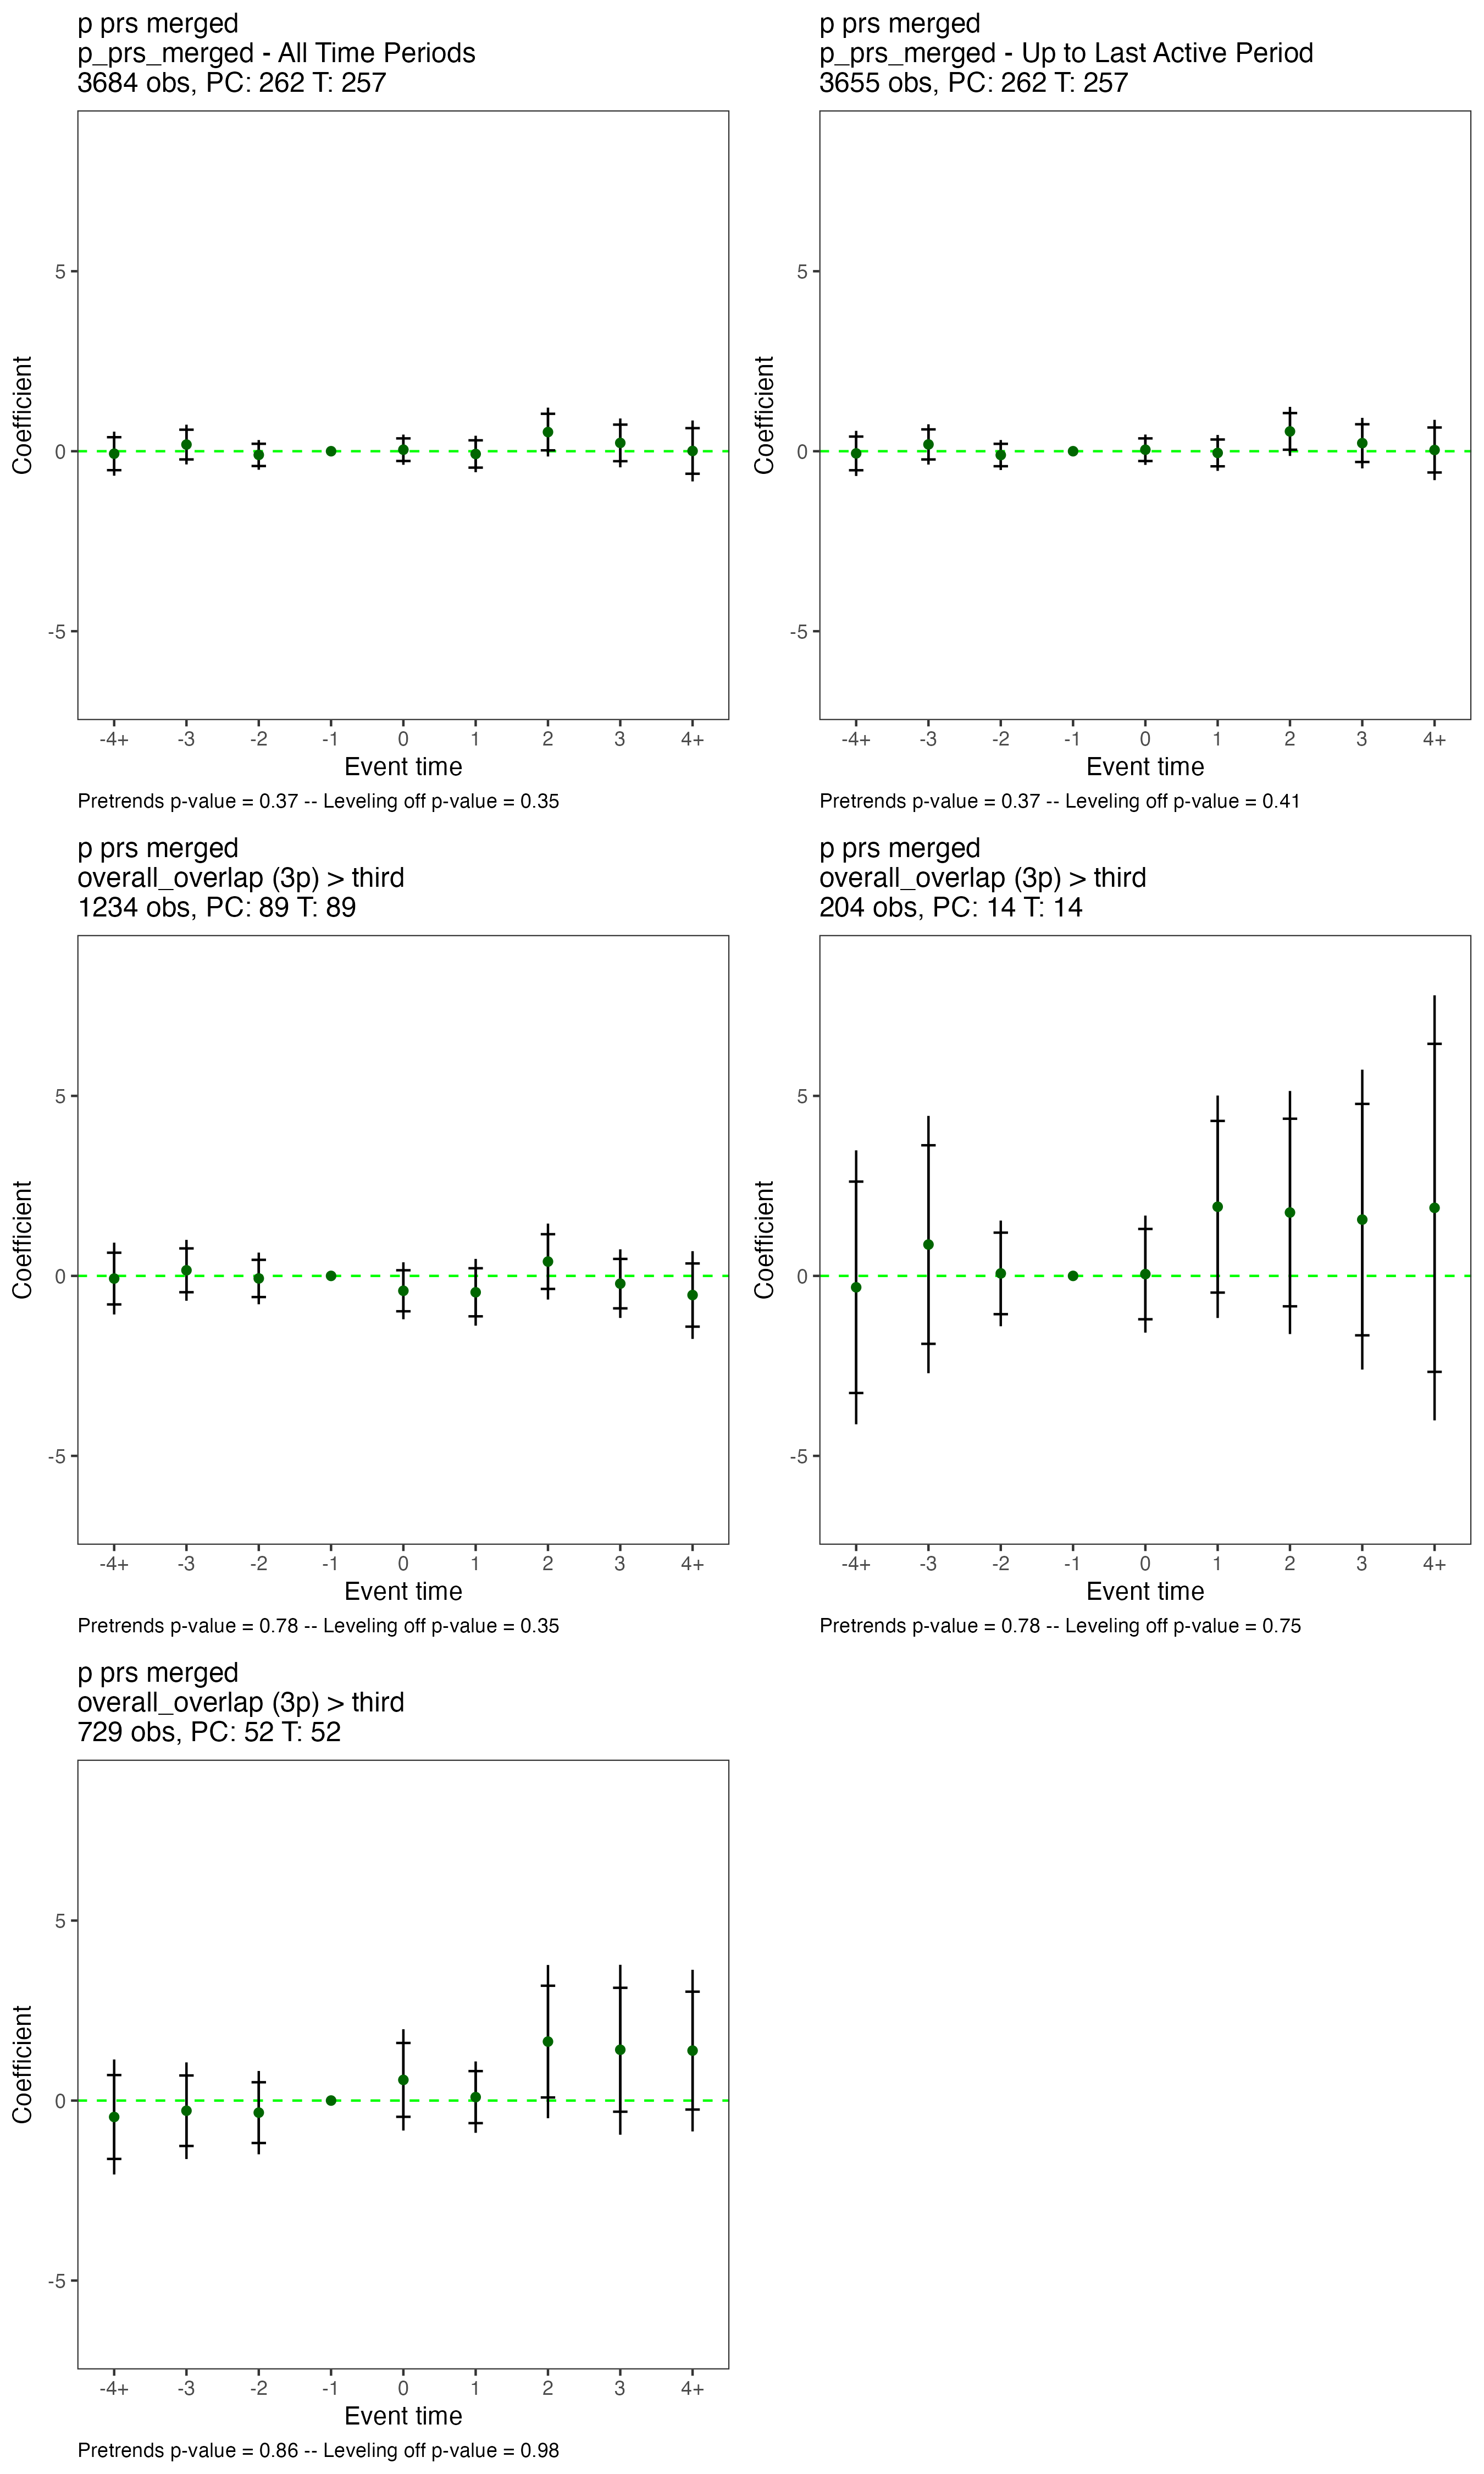 p prs merged
p_prs_merged - All Time Periods
3684 obs, PC: 262 T: 257
Coefficient
5
0
-5
-4+ -3 -2 -1 0 1 2 3 4+
Event time
Pretrends p-value = 0.37 -- Leveling off p-value = 0.35
p prs merged
p_prs_merged - Up to Last Active Period
3655 obs, PC: 262 T: 257
Coefficient
5
0
-5
-4+ -3 -2 -1 0 1 2 3 4+
Event time
Pretrends p-value = 0.37 -- Leveling off p-value = 0.41
p prs merged
overall_overlap (3p) > third
1234 obs, PC: 89 T: 89
Coefficient
5
0
-5
-4+ -3 -2 -1 0 1 2 3 4+
Event time
Pretrends p-value = 0.78 -- Leveling off p-value = 0.35
p prs merged
overall_overlap (3p) > third
204 obs, PC: 14 T: 14
Coefficient
5
0
-5
-4+ -3 -2 -1 0 1 2 3 4+
Event time
Pretrends p-value = 0.78 -- Leveling off p-value = 0.75
p prs merged
overall_overlap (3p) > third
729 obs, PC: 52 T: 52
Coefficient
5
0
-5
-4+ -3 -2 -1 0 1 2 3 4+
Event time
Pretrends p-value = 0.86 -- Leveling off p-value = 0.98